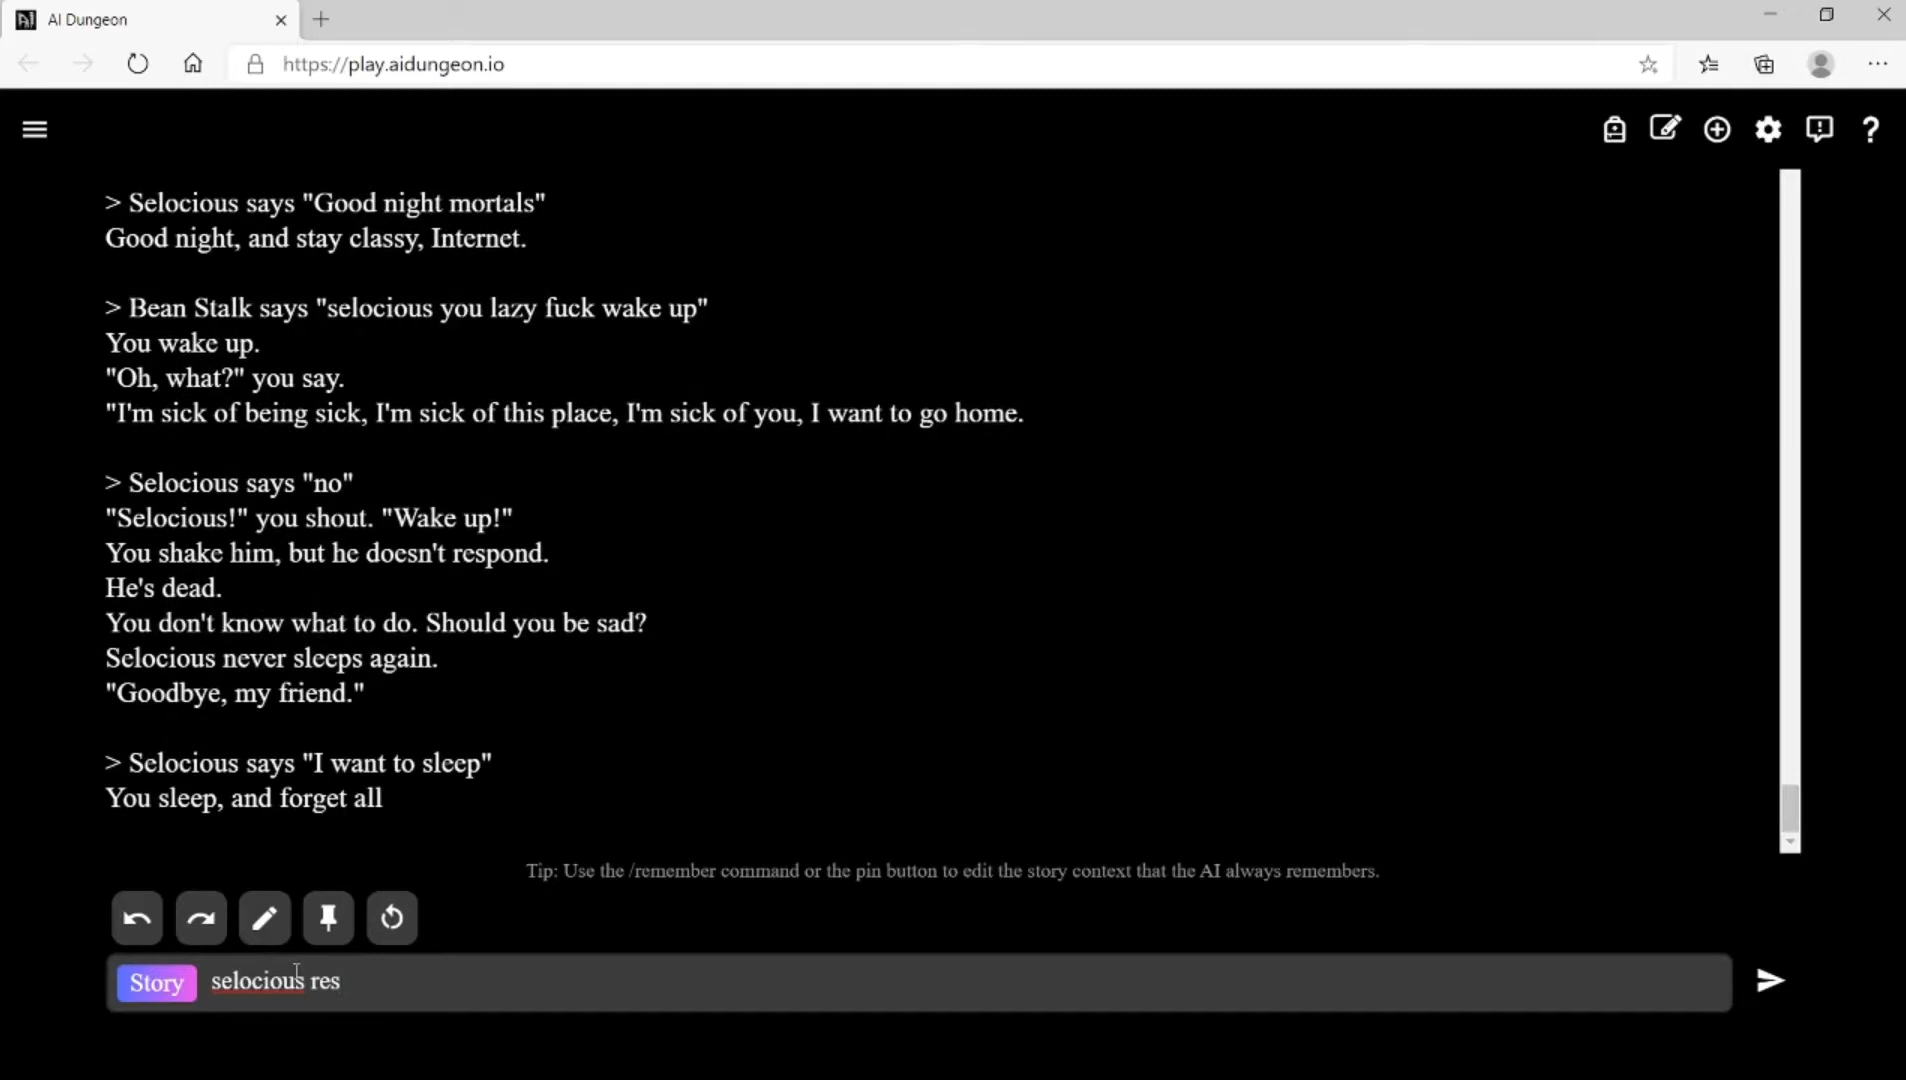 AI Dungeon
https://play.aidungeon.io
> Selocious says "Good night mortals"
Good night, and stay classy, Internet.
> Bean Stalk says "selocious you lazy fuck wake up"
You wake up.
"Oh, what?" you say.
"I'm sick of being sick, I'm sick of this place, I'm sick of you, I want to go home.
> Selocious says "no"
"Selocious!" you shout. "Wake up!"
You shake him, but he doesn't respond.
He's dead.
You don't know what to do. Should you be sad?
Selocious never sleeps again.
"Goodbye, my friend."
> Selocious says "I want to sleep"
You sleep, and forget all
Tip: Use the /remember command or the pin button to edit the story context that the AI always remembers.
Story selocious res